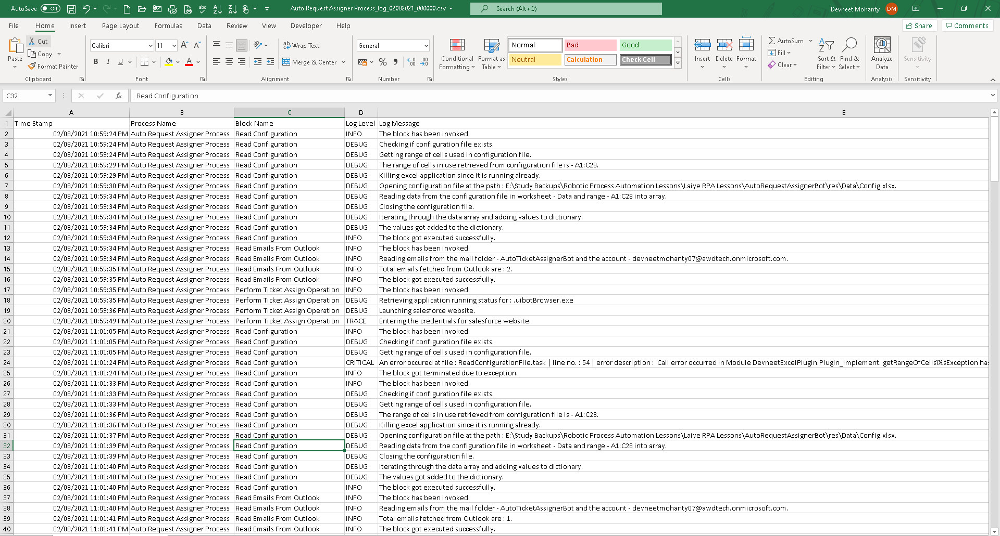 AutoSave Off abc Auto Request Assigner Process_log_02082021_000000.csv Search (Alt+Q) Devneet Mohanty DM
File Home Insert Page Layout Formulas Data Review View Developer Help Share Comments
Paste Cut Copy Format Painter Clipboard
Calibri 11 B I U Font
Wrap Text Merge & Center Alignment
General Number
Conditional Formatting Format as Table Normal Bad Good Neutral Calculation Check Cell Styles
Insert Delete Format Cells
AutoSum Fill Clear Sort & Filter Find & Select Editing
Analyze Data Analysis
Sensitivity Sensitivity
C32 fx Read Configuration
A B C D E
1 Time Stamp Process Name Block Name Log Level Log Message
2 02/08/2021 10:59:24 PM Auto Request Assigner Process Read Configuration INFO The block has been invoked.
3 02/08/2021 10:59:24 PM Auto Request Assigner Process Read Configuration DEBUG Checking if configuration file exists.
4 02/08/2021 10:59:24 PM Auto Request Assigner Process Read Configuration DEBUG Getting range of cells used in configuration file.
5 02/08/2021 10:59:29 PM Auto Request Assigner Process Read Configuration DEBUG The range of cells in use retrieved from configuration file is - A1:C28.
6 02/08/2021 10:59:29 PM Auto Request Assigner Process Read Configuration DEBUG Killing excel application since it is running already.
7 02/08/2021 10:59:30 PM Auto Request Assigner Process Read Configuration DEBUG Opening configuration file at the path : E:\Study Backups\Robotic Process Automation Lessons\Laiye RPA Lessons\AutoRequestAssignerBot\res\Data\Config.xlsx.
8 02/08/2021 10:59:34 PM Auto Request Assigner Process Read Configuration DEBUG Reading data from the configuration file in worksheet - Data and range - A1:C28 into array.
9 02/08/2021 10:59:34 PM Auto Request Assigner Process Read Configuration DEBUG Closing the configuration file.
10 02/08/2021 10:59:34 PM Auto Request Assigner Process Read Configuration DEBUG Iterating through the data array and adding values to dictionary.
11 02/08/2021 10:59:34 PM Auto Request Assigner Process Read Configuration DEBUG The values got added to the dictionary.
12 02/08/2021 10:59:34 PM Auto Request Assigner Process Read Configuration INFO The block got executed successfully.
13 02/08/2021 10:59:34 PM Auto Request Assigner Process Read Emails From Outlook INFO The block has been invoked.
14 02/08/2021 10:59:34 PM Auto Request Assigner Process Read Emails From Outlook INFO Reading emails from the mail folder - AutoTicketAssignerBot and the account - devneetmohanty07@awdtech.onmicrosoft.com.
15 02/08/2021 10:59:35 PM Auto Request Assigner Process Read Emails From Outlook INFO Total emails fetched from Outlook are : 2.
16 02/08/2021 10:59:35 PM Auto Request Assigner Process Read Emails From Outlook INFO The block got executed successfully.
17 02/08/2021 10:59:35 PM Auto Request Assigner Process Perform Ticket Assign Operation INFO The block has been invoked.
18 02/08/2021 10:59:35 PM Auto Request Assigner Process Perform Ticket Assign Operation DEBUG Retrieving application running status for : .uibotBrowser.exe
19 02/08/2021 10:59:36 PM Auto Request Assigner Process Perform Ticket Assign Operation DEBUG Launching salesforce website.
20 02/08/2021 10:59:49 PM Auto Request Assigner Process Perform Ticket Assign Operation TRACE Entering the credentials for salesforce website.
21 02/08/2021 11:01:05 PM Auto Request Assigner Process Read Configuration INFO The block has been invoked.
22 02/08/2021 11:01:05 PM Auto Request Assigner Process Read Configuration DEBUG Checking if configuration file exists.
23 02/08/2021 11:01:05 PM Auto Request Assigner Process Read Configuration DEBUG Getting range of cells used in configuration file.
24 02/08/2021 11:01:24 PM Auto Request Assigner Process Read Configuration CRITICAL An error occured at file : ReadConfigurationFile.task | line no. : 54 | error description : Call error occurred in Module DevneetExcelPlugin.Plugin_Implement. getRangeOfCellsï¼šException has
25 02/08/2021 11:01:24 PM Auto Request Assigner Process Read Configuration INFO The block got terminated due to exception.
26 02/08/2021 11:01:33 PM Auto Request Assigner Process Read Configuration INFO The block has been invoked.
27 02/08/2021 11:01:33 PM Auto Request Assigner Process Read Configuration DEBUG Checking if configuration file exists.
28 02/08/2021 11:01:33 PM Auto Request Assigner Process Read Configuration DEBUG Getting range of cells used in configuration file.
29 02/08/2021 11:01:36 PM Auto Request Assigner Process Read Configuration DEBUG The range of cells in use retrieved from configuration file is - A1:C28.
30 02/08/2021 11:01:36 PM Auto Request Assigner Process Read Configuration DEBUG Killing excel application since it is running already.
31 02/08/2021 11:01:37 PM Auto Request Assigner Process Read Configuration DEBUG Opening configuration file at the path : E:\Study Backups\Robotic Process Automation Lessons\Laiye RPA Lessons\AutoRequestAssignerBot\res\Data\Config.xlsx.
32 02/08/2021 11:01:39 PM Auto Request Assigner Process Read Configuration DEBUG Reading data from the configuration file in worksheet - Data and range - A1:C28 into array.
33 02/08/2021 11:01:39 PM Auto Request Assigner Process Read Configuration DEBUG Closing the configuration file.
34 02/08/2021 11:01:40 PM Auto Request Assigner Process Read Configuration DEBUG Iterating through the data array and adding values to dictionary.
35 02/08/2021 11:01:40 PM Auto Request Assigner Process Read Configuration DEBUG The values got added to the dictionary.
36 02/08/2021 11:01:40 PM Auto Request Assigner Process Read Configuration INFO The block got executed successfully.
37 02/08/2021 11:01:40 PM Auto Request Assigner Process Read Emails From Outlook INFO The block has been invoked.
38 02/08/2021 11:01:40 PM Auto Request Assigner Process Read Emails From Outlook INFO Reading emails from the mail folder - AutoTicketAssignerBot and the account - devneetmohanty07@awdtech.onmicrosoft.com.
39 02/08/2021 11:01:41 PM Auto Request Assigner Process Read Emails From Outlook INFO Total emails fetched from Outlook are : 1.
40 02/08/2021 11:01:41 PM Auto Request Assigner Process Read Emails From Outlook INFO The block got executed successfully.